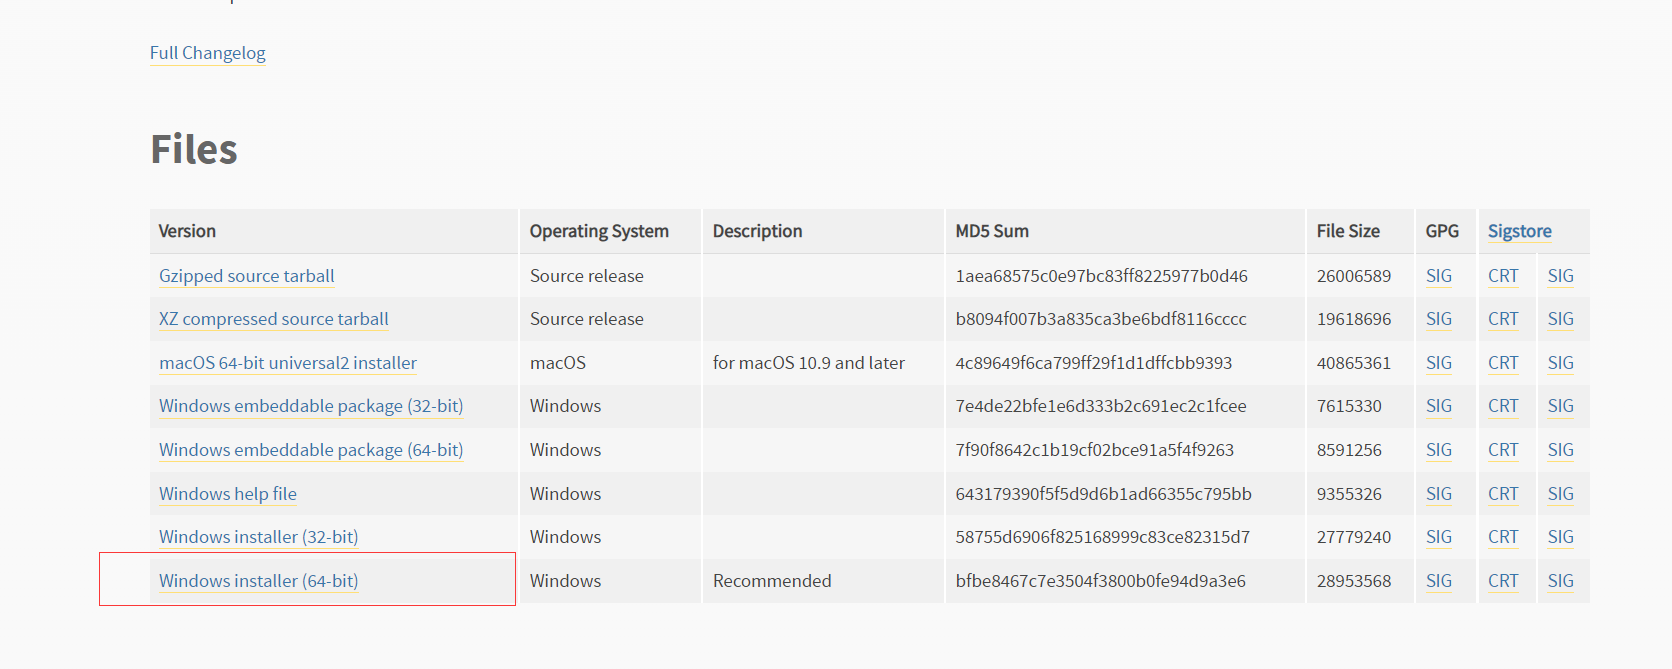 Full Changelog
Files
Version Operating System Description MD5 Sum File Size GPG Sigstore
Gzipped source tarball Source release 1aea68575c0e97bc83ff8225977b0d46 26006589 SIG CRT SIG
XZ compressed source tarball Source release b8094f007b3a835ca3be6bdf8116cccc 19618696 SIG CRT SIG
macOS 64-bit universal2 installer macOS for macOS 10.9 and later 4c89649f6ca799ff29f1d1dffcbb9393 40865361 SIG CRT SIG
Windows embeddable package (32-bit) Windows 7e4de22bfe1e6d333b2c691ec2c1fcee 7615330 SIG CRT SIG
Windows embeddable package (64-bit) Windows 7f90f8642c1b19cf02bce91a5f4f9263 8591256 SIG CRT SIG
Windows help file Windows 643179390f5f5d9d6b1ad66355c795bb 9355326 SIG CRT SIG
Windows installer (32-bit) Windows 58755d6906f825168999c83ce82315d7 27779240 SIG CRT SIG
Windows installer (64-bit) Windows Recommended bfbe8467c7e3504f3800b0fe94d9a3e6 28953568 SIG CRT SIG